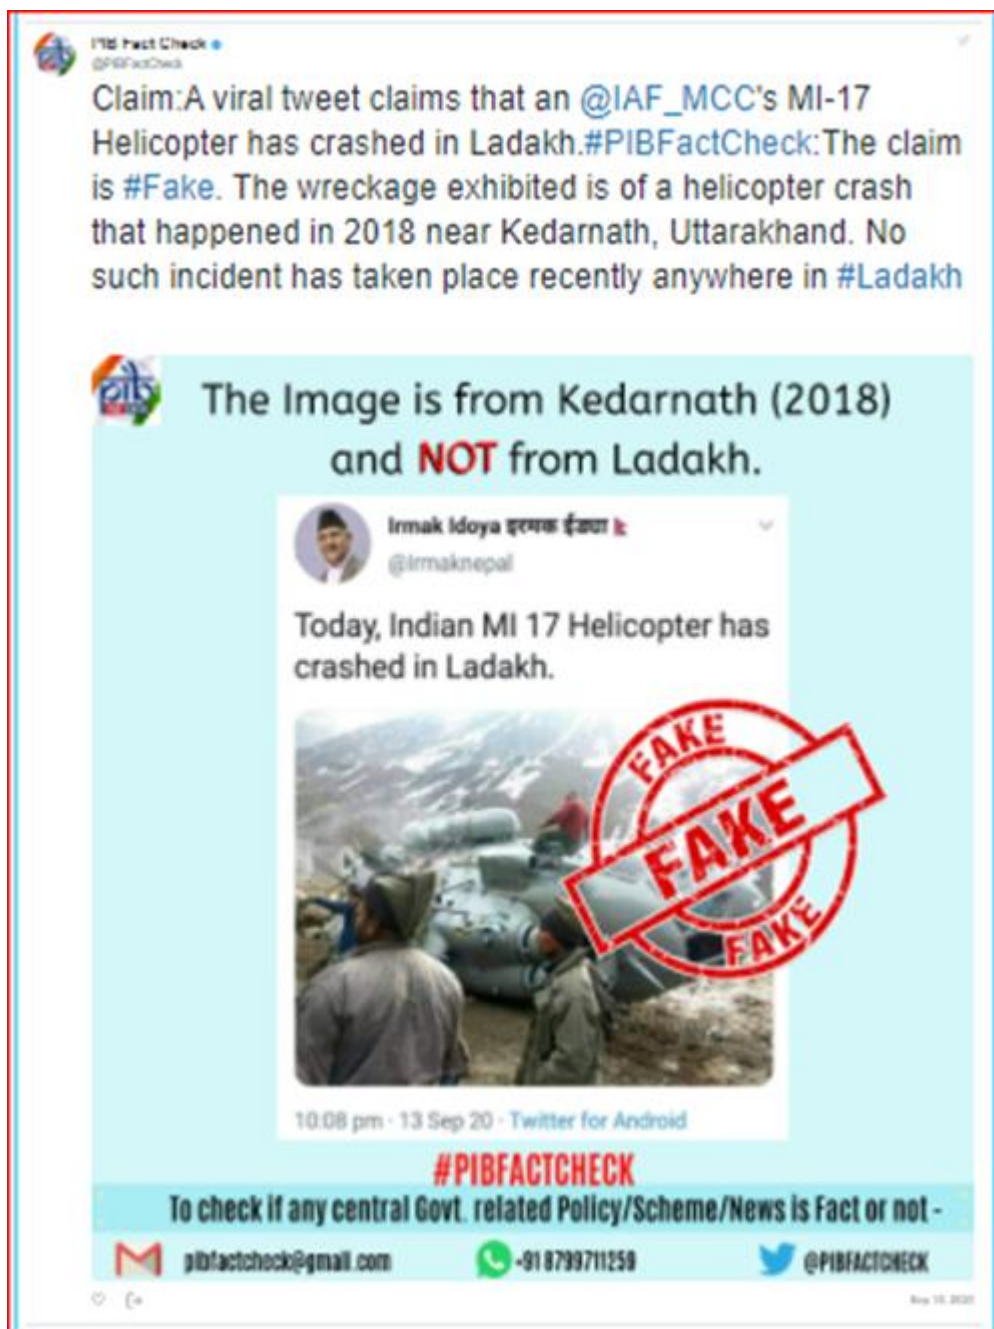 PIB Fact Check
@PIBFactCheck
Claim:A viral tweet claims that an @IAF_MCC's MI-17
Helicopter has crashed in Ladakh.#PIBFactCheck:The claim
is #Fake. The wreckage exhibited is of a helicopter crash
that happened in 2018 near Kedarnath, Uttarakhand. No
such incident has taken place recently anywhere in #Ladakh
pib
The Image is from Kedarnath (2018)
and NOT from Ladakh.
Irmak Idoya इरमक ईड्या
@Irmaknepal
Today, Indian MI 17 Helicopter has
crashed in Ladakh.
FAKE
FAKE
FAKE
10:08 pm · 13 Sep 20 · Twitter for Android
#PIBFACTCHECK
To check if any central Govt. related Policy/Scheme/News is Fact or not -
pibfactcheck@gmail.com
+91 8799711259
@PIBFACTCHECK